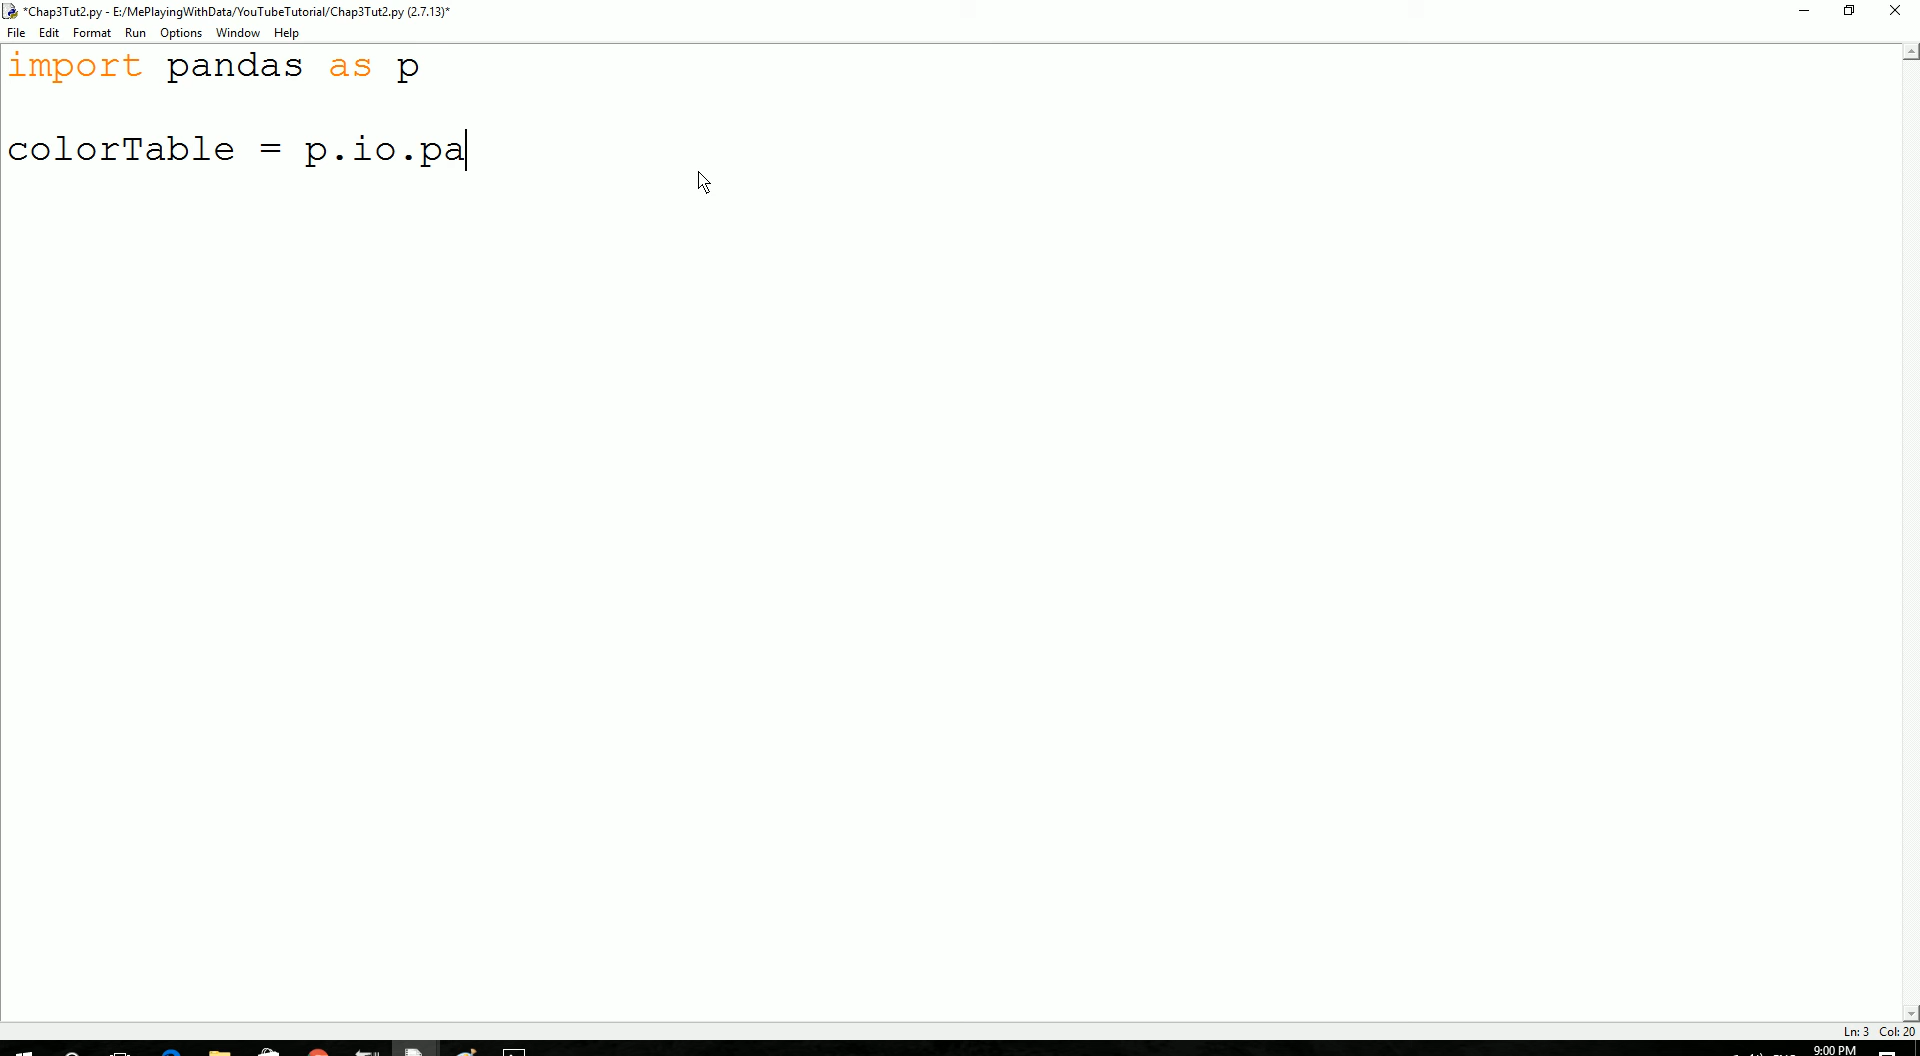 *Chap3Tut2.py - E:/MePlayingWithData/YouTubeTutorial/Chap3Tut2.py (2.7.13)*
File Edit Format Run Options Window Help
import pandas as p
colorTable = p.io.pa
Ln: 3 Col: 20
9:00 PM